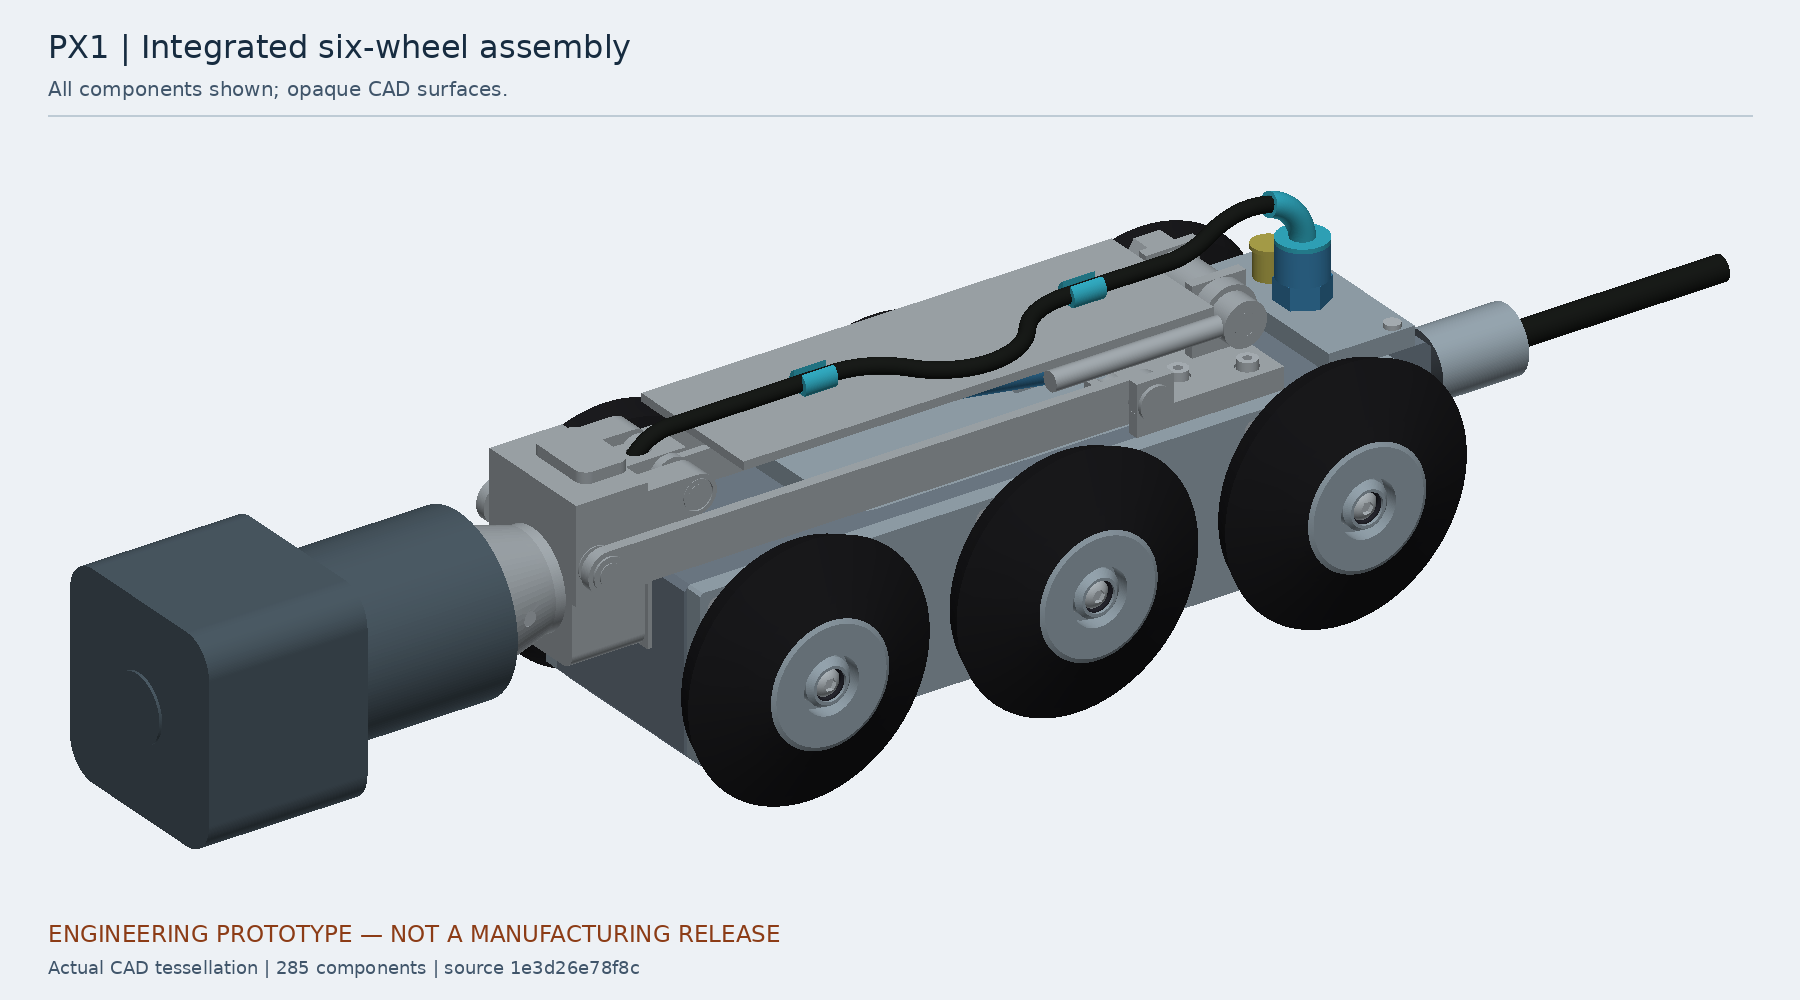 PX1 | Integrated six-wheel assembly
All components shown; opaque CAD surfaces.
ENGINEERING PROTOTYPE — NOT A MANUFACTURING RELEASE
Actual CAD tessellation | 285 components | source 1e3d26e78f8c